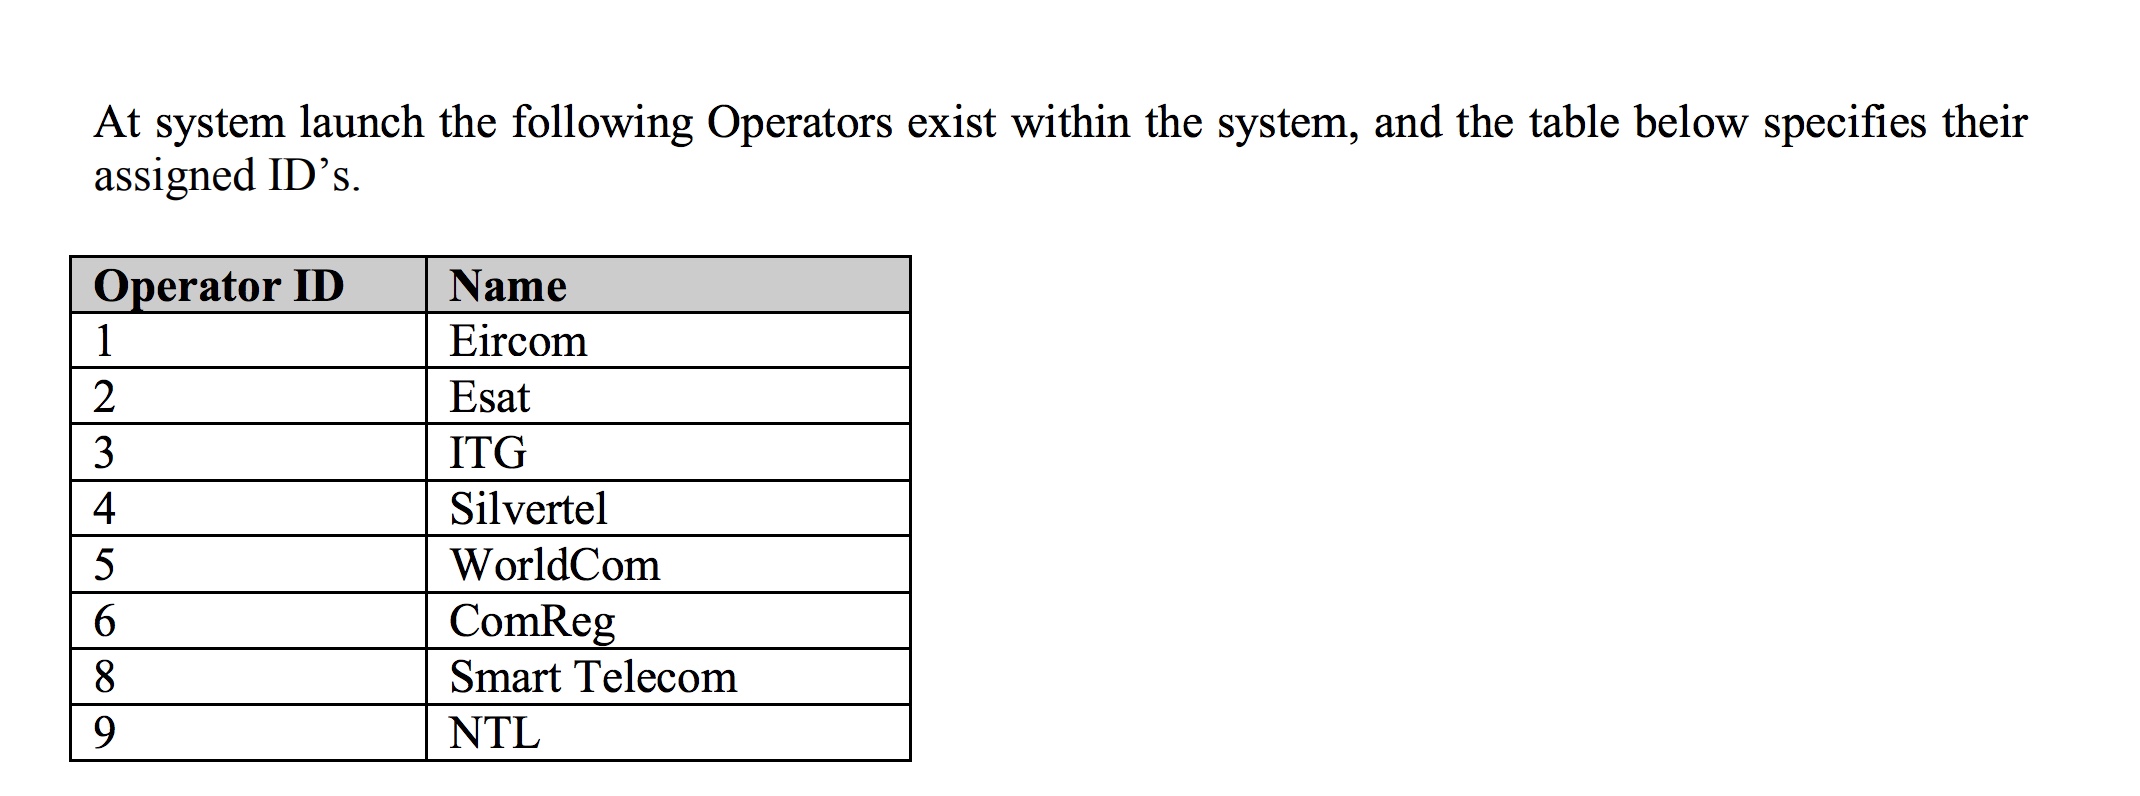 At system launch the following Operators exist within the system, and the table below specifies their
assigned ID’s.
Operator ID Name
1 Eircom
2 Esat
3 ITG
4 Silvertel
5 WorldCom
6 ComReg
8 Smart Telecom
9 NTL